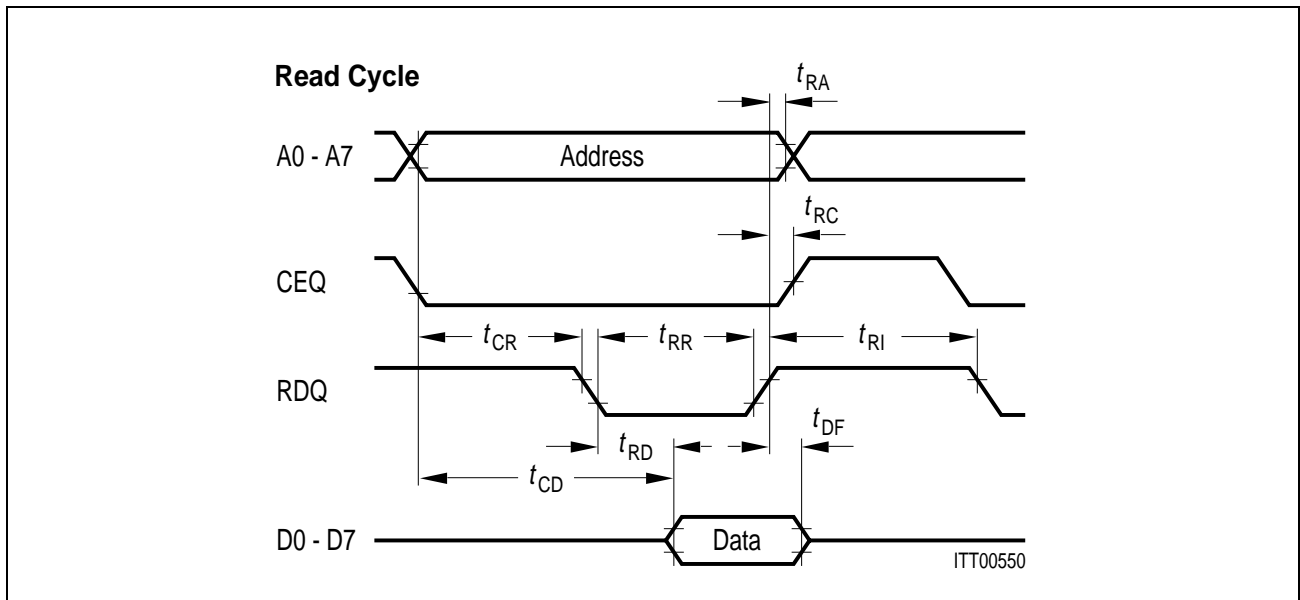 Read Cycle
tRA
A0 - A7
Address
tRC
CEQ
tCR
tRR
tRI
RDQ
tDF
tRD
tCD
D0 - D7
Data
ITT00550